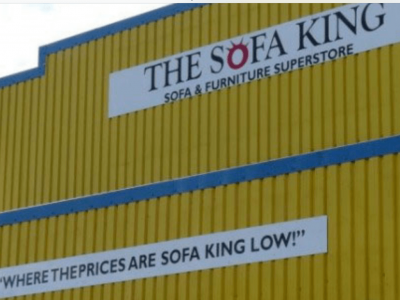 THE SOFA KING
SOFA & FURNITURE SUPERSTORE
"WHERE THEPRICES ARE SOFA KING LOW!"